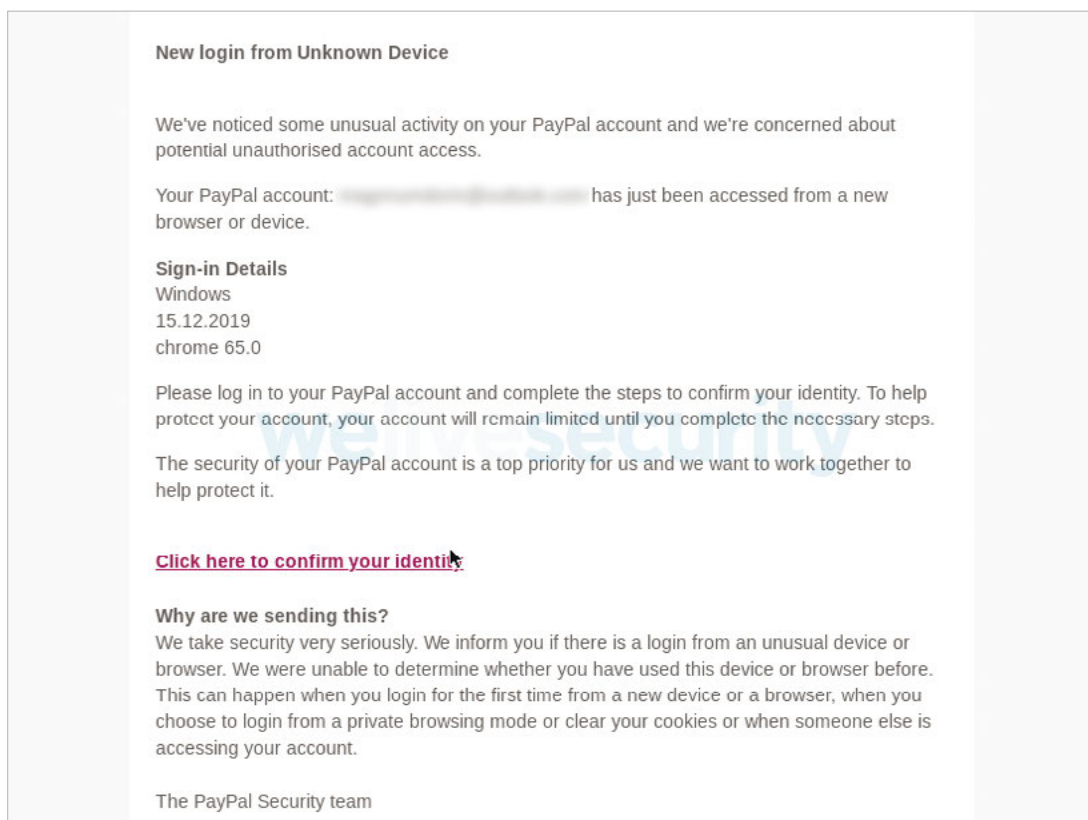 New login from Unknown Device
We've noticed some unusual activity on your PayPal account and we're concerned about
potential unauthorised account access.
Your PayPal account: has just been accessed from a new
browser or device.
Sign-in Details
Windows
15.12.2019
chrome 65.0
Please log in to your PayPal account and complete the steps to confirm your identity. To help
protect your account, your account will remain limited until you complete the necessary steps.
welivesecurity
The security of your PayPal account is a top priority for us and we want to work together to
help protect it.
Click here to confirm your identity
Why are we sending this?
We take security very seriously. We inform you if there is a login from an unusual device or
browser. We were unable to determine whether you have used this device or browser before.
This can happen when you login for the first time from a new device or a browser, when you
choose to login from a private browsing mode or clear your cookies or when someone else is
accessing your account.
The PayPal Security team